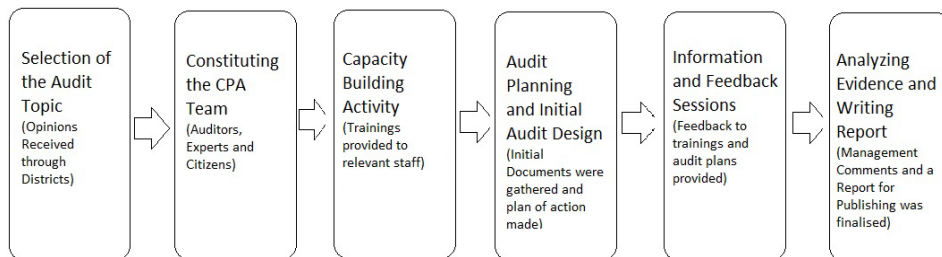 Selection of
the Audit
Topic
(Opinions
Received
through
Districts)
Constituting
the CPA
Team
(Auditors,
Experts and
Citizens)
Capacity
Building
Activity
(Trainings
provided to
relevant staff)
Audit
Planning
and Initial
Audit Design
(Initial
Documents were
gathered and
plan of action
made)
Information
and Feedback
Sessions
(Feedback to
trainings and
audit plans
provided)
Analyzing
Evidence and
Writing
Report
(Management
Comments and a
Report for
Publishing was
finalised)